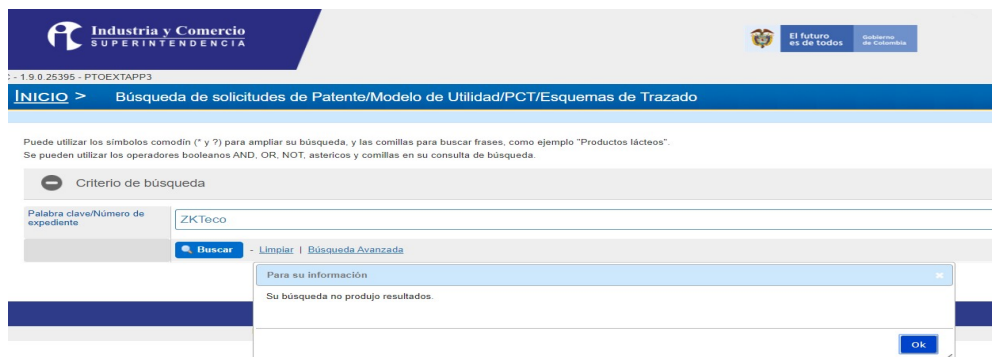 Industria y Comercio
SUPERINTENDENCIA
El futuro
es de todos
Gobierno
de Colombia
- 1.9.0.25395 - PTOEXTAPP3
INICIO > Búsqueda de solicitudes de Patente/Modelo de Utilidad/PCT/Esquemas de Trazado
Puede utilizar los símbolos comodín (* y ?) para ampliar su búsqueda, y las comillas para buscar frases, como ejemplo "Productos lácteos".
Se pueden utilizar los operadores booleanos AND, OR, NOT, astericos y comillas en su consulta de búsqueda.
Criterio de búsqueda
Palabra clave/Número de
expediente
ZKTeco
Buscar - Limpiar | Búsqueda Avanzada
Para su información
Su búsqueda no produjo resultados.
Ok